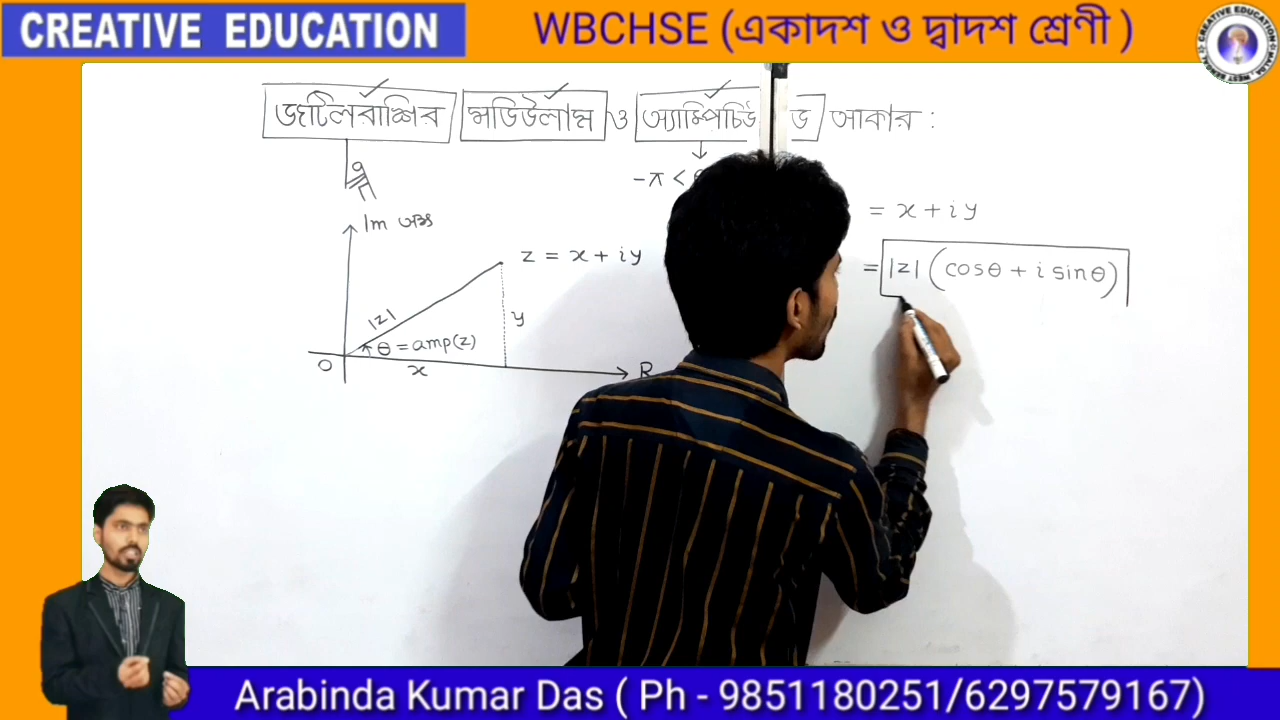 CREATIVE EDUCATION
WBCHSE (একাদশ ও দ্বাদশ শ্রেণী )
জটিলরাশির মডিউলাস ও আকার :
-π <
Im অক্ষ
z = x + iy
|z|
y
θ = amp(z)
O
x
R
= x + iy
= |z| (cosθ + i sinθ)
Arabinda Kumar Das ( Ph - 9851180251/6297579167)